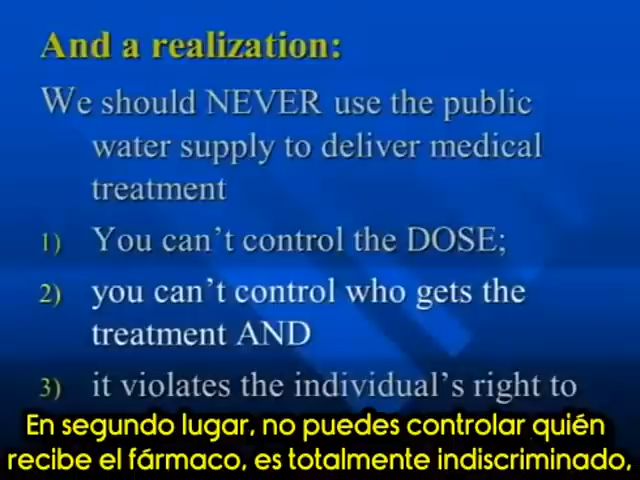 And a realization:
We should NEVER use the public
water supply to deliver medical
treatment
1) You can't control the DOSE;
2) you can't control who gets the
treatment AND
3) it violates the individual's right to
En segundo lugar, no puedes controlar quién
recibe el fármaco, es totalmente indiscriminado,